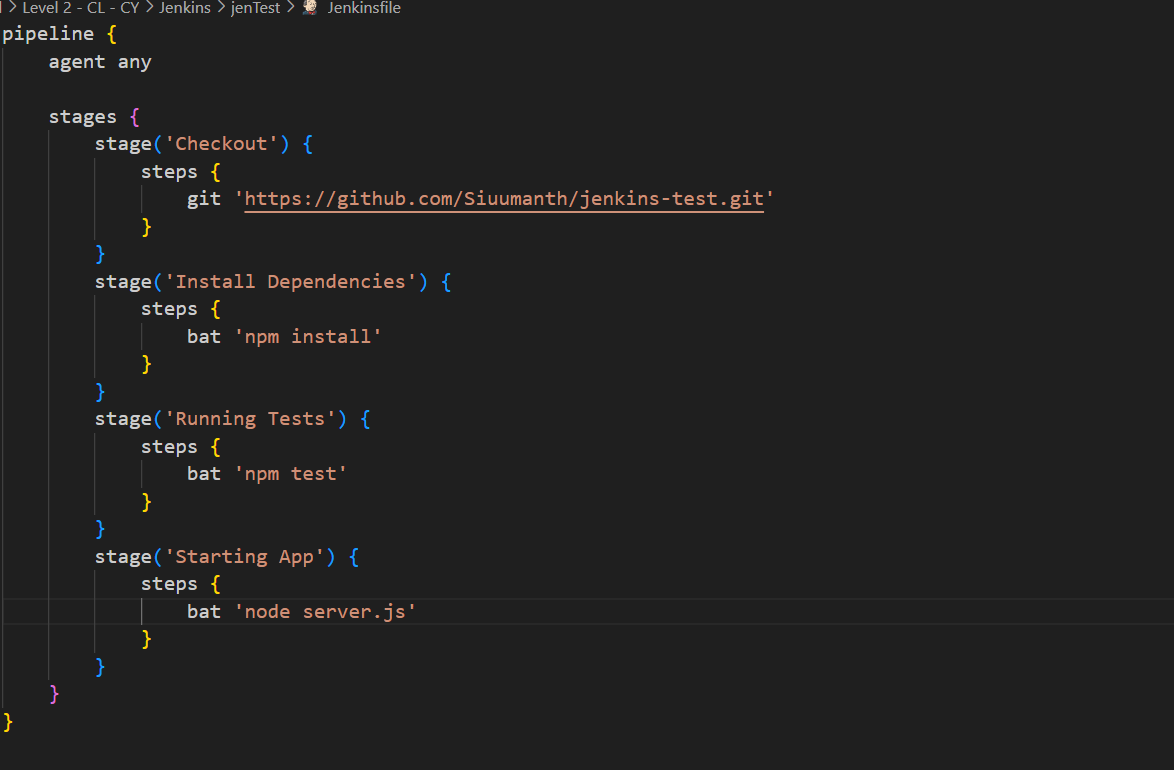 > Level 2 - CL - CY > Jenkins > jenTest > Jenkinsfile
pipeline {
    agent any

    stages {
        stage('Checkout') {
            steps {
                git 'https://github.com/Siuumanth/jenkins-test.git'
            }
        }
        stage('Install Dependencies') {
            steps {
                bat 'npm install'
            }
        }
        stage('Running Tests') {
            steps {
                bat 'npm test'
            }
        }
        stage('Starting App') {
            steps {
                bat 'node server.js'
            }
        }
    }
}